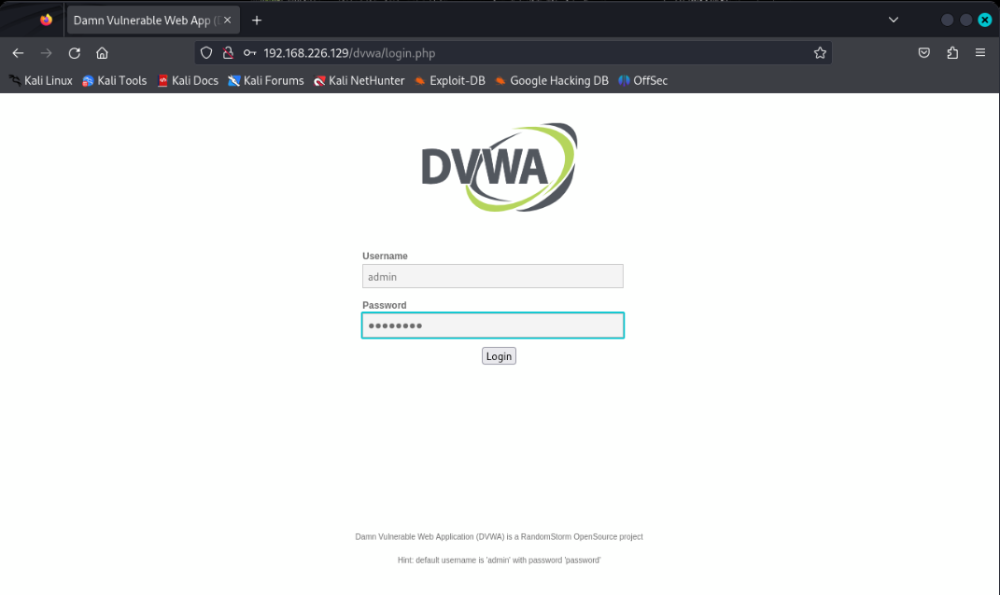 Damn Vulnerable Web App (
192.168.226.129/dvwa/login.php
Kali Linux Kali Tools Kali Docs Kali Forums Kali NetHunter Exploit-DB Google Hacking DB OffSec
DVWA
Username
admin
Password
Login
Damn Vulnerable Web Application (DVWA) is a RandomStorm OpenSource project
Hint: default username is 'admin' with password 'password'